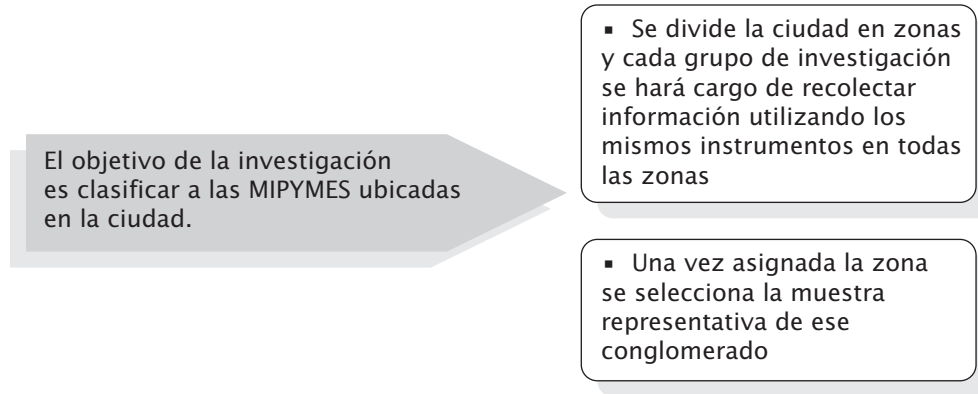 El objetivo de la investigación
es clasificar a las MIPYMES ubicadas
en la ciudad.
▪ Se divide la ciudad en zonas
y cada grupo de investigación
se hará cargo de recolectar
información utilizando los
mismos instrumentos en todas
las zonas
▪ Una vez asignada la zona
se selecciona la muestra
representativa de ese
conglomerado